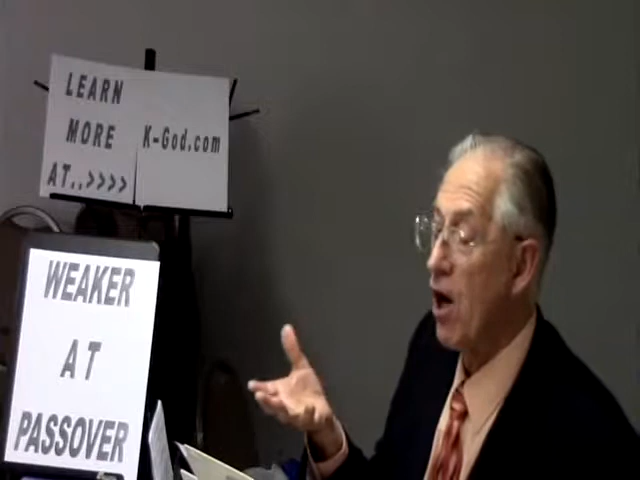 LEARN
MORE
AT..>>>>
K-God.com
WEAKER
AT
PASSOVER